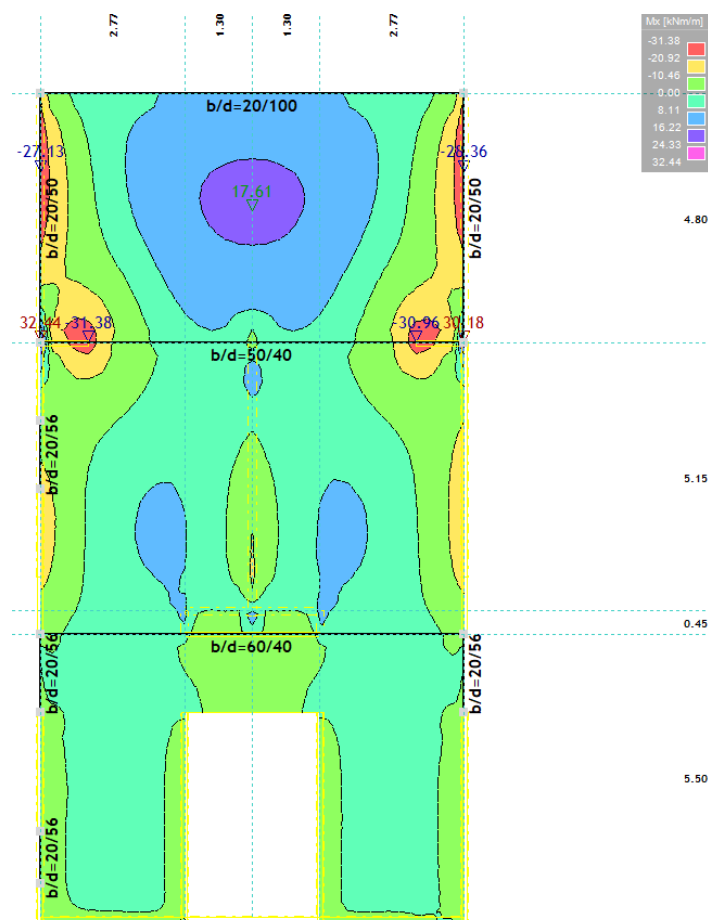 2.77
1.30
1.30
2.77
Mx [kNm/m]
-31.38
-20.92
-10.46
0.00
8.11
16.22
24.33
32.44
b/d=20/100
-27.13
-28.36
17.61
b/d=20/50
b/d=20/50
4.80
32.44
-31.38
-30.96
30.18
b/d=50/40
b/d=20/56
5.15
0.45
b/d=60/40
b/d=20/56
b/d=20/56
5.50
b/d=20/56